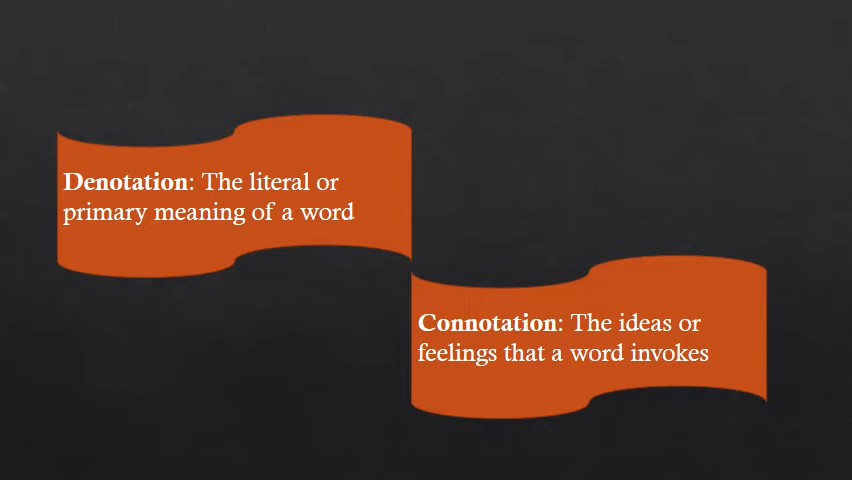 Denotation: The literal or
primary meaning of a word
Connotation: The ideas or
feelings that a word invokes